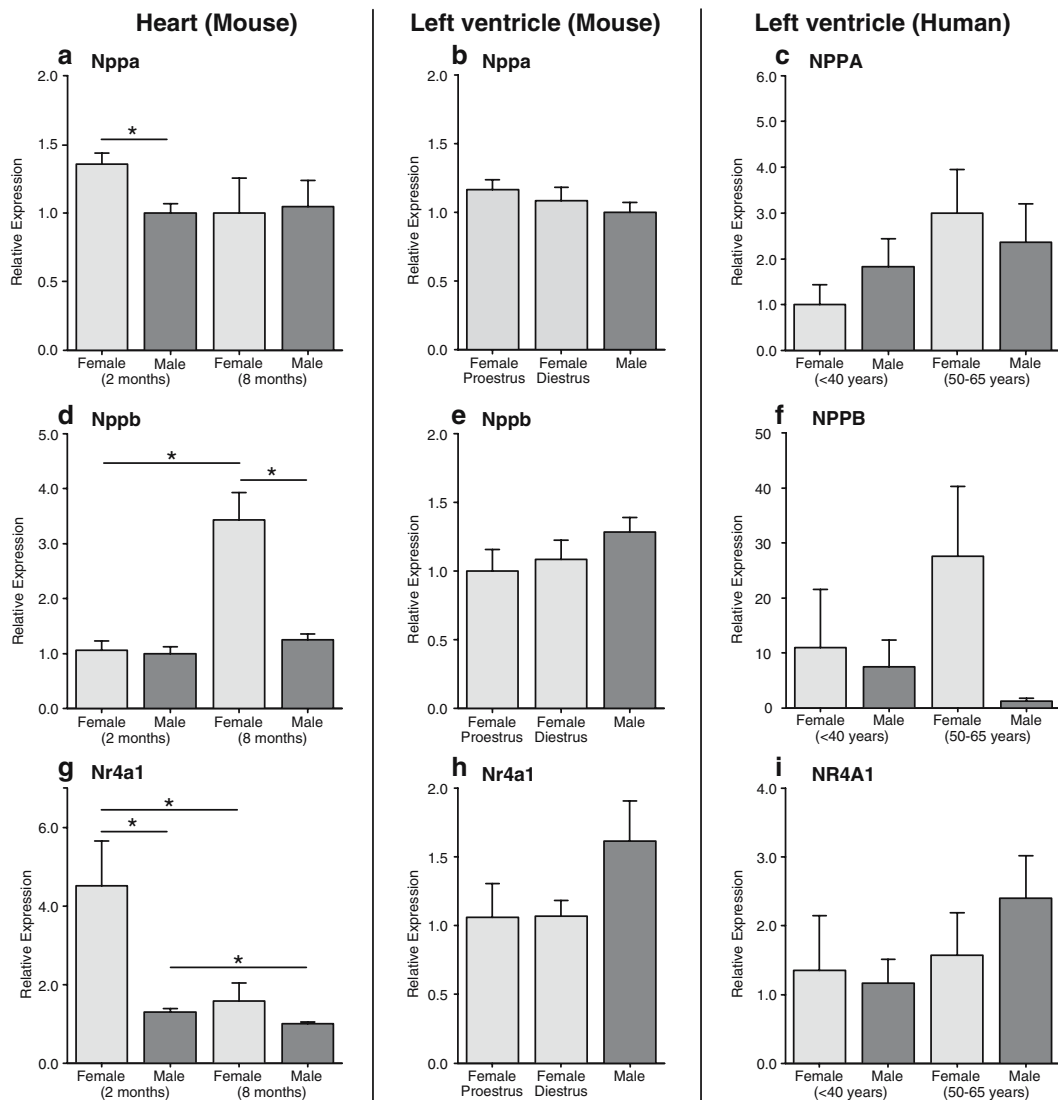 Heart (Mouse)
Left ventricle (Mouse)
Left ventricle (Human)
a Nppa
Relative Expression
2.0
1.5
1.0
0.5
0.0
*
Female Male Female Male
(2 months) (8 months)
b Nppa
Relative Expression
2.0
1.5
1.0
0.5
0.0
Female Female Male
Proestrus Diestrus
c NPPA
Relative Expression
6.0
5.0
4.0
3.0
2.0
1.0
0.0
Female Male Female Male
(<40 years) (50-65 years)
d Nppb
Relative Expression
5.0
4.0
3.0
2.0
1.0
0.0
* *
Female Male Female Male
(2 months) (8 months)
e Nppb
Relative Expression
2.0
1.5
1.0
0.5
0.0
Female Female Male
Proestrus Diestrus
f NPPB
Relative Expression
50
40
30
20
10
0
Female Male Female Male
(<40 years) (50-65 years)
g Nr4a1
Relative Expression
6.0
4.0
2.0
0.0
*
*
*
Female Male Female Male
(2 months) (8 months)
h Nr4a1
Relative Expression
2.0
1.5
1.0
0.5
0.0
Female Female Male
Proestrus Diestrus
i NR4A1
Relative Expression
4.0
3.0
2.0
1.0
0.0
Female Male Female Male
(<40 years) (50-65 years)